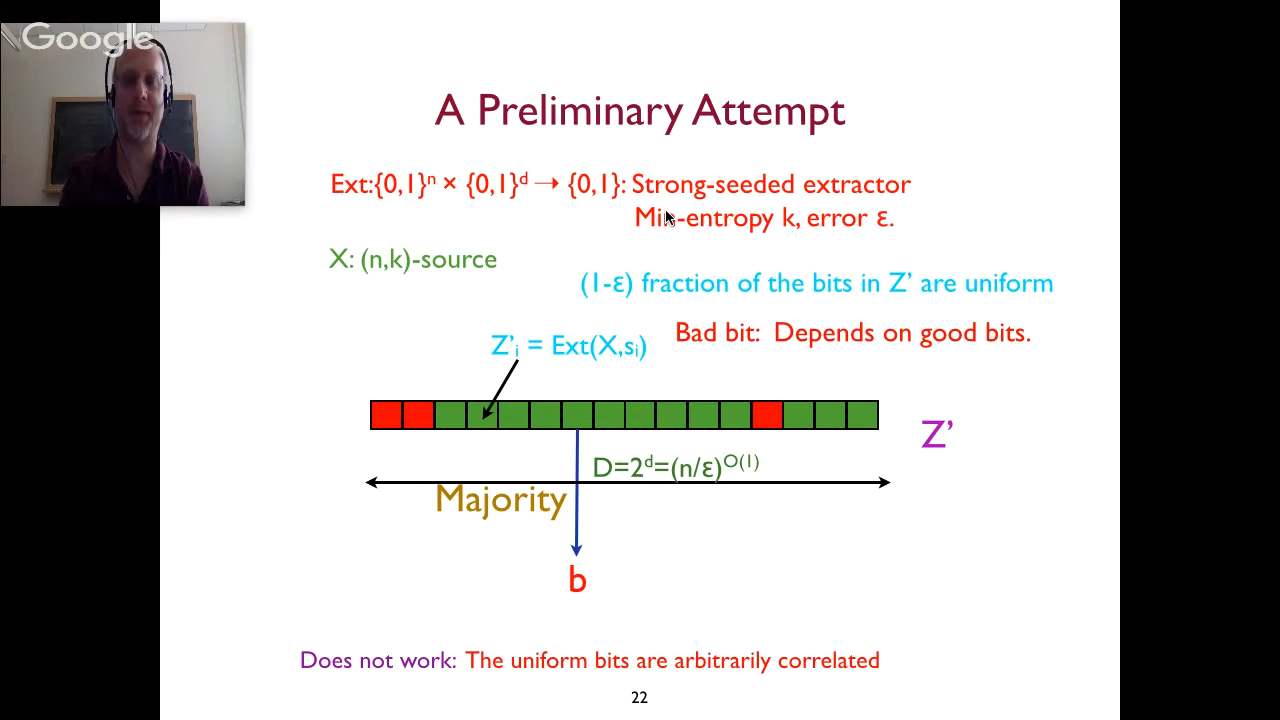 Google
A Preliminary Attempt
Ext:{0,1}ⁿ × {0,1}ᵈ → {0,1}: Strong-seeded extractor
Min-entropy k, error ε.
X: (n,k)-source
(1-ε) fraction of the bits in Z’ are uniform
Bad bit: Depends on good bits.
Z’ᵢ = Ext(X,sᵢ)
Z’
D=2ᵈ=(n/ε)ᴼ⁽¹⁾
Majority
b
Does not work: The uniform bits are arbitrarily correlated
22